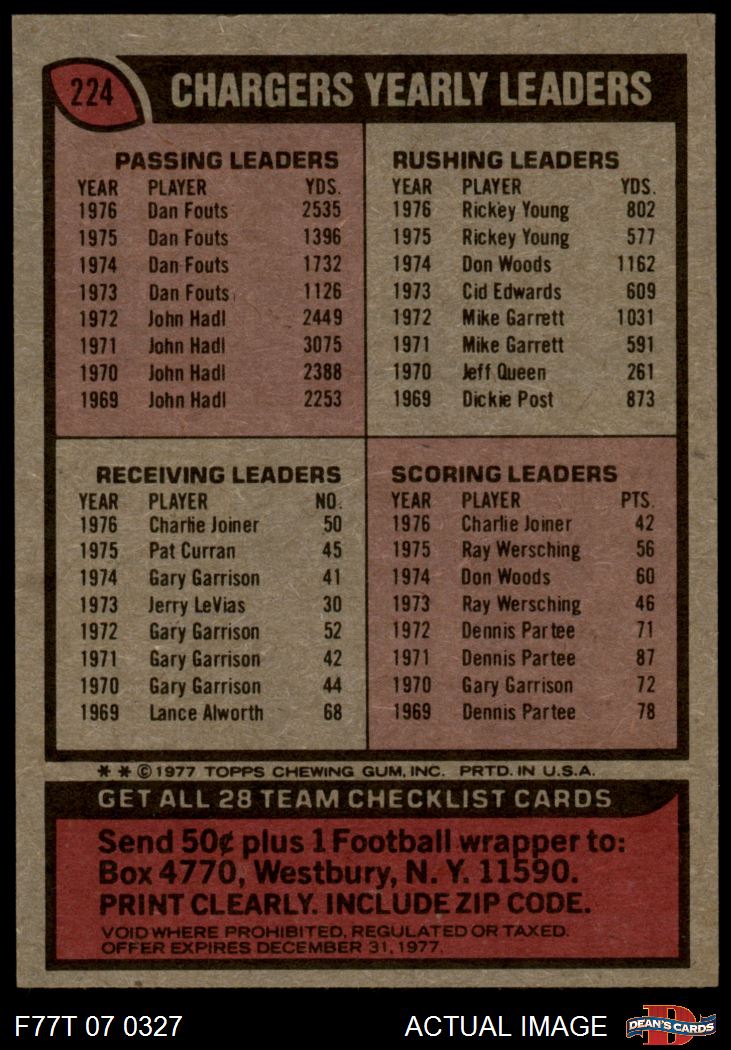 224 CHARGERS YEARLY LEADERS
PASSING LEADERS
YEAR PLAYER YDS.
1976 Dan Fouts 2535
1975 Dan Fouts 1396
1974 Dan Fouts 1732
1973 Dan Fouts 1126
1972 John Hadl 2449
1971 John Hadl 3075
1970 John Hadl 2388
1969 John Hadl 2253
RUSHING LEADERS
YEAR PLAYER YDS.
1976 Rickey Young 802
1975 Rickey Young 577
1974 Don Woods 1162
1973 Cid Edwards 609
1972 Mike Garrett 1031
1971 Mike Garrett 591
1970 Jeff Queen 261
1969 Dickie Post 873
RECEIVING LEADERS
YEAR PLAYER NO.
1976 Charlie Joiner 50
1975 Pat Curran 45
1974 Gary Garrison 41
1973 Jerry LeVias 30
1972 Gary Garrison 52
1971 Gary Garrison 42
1970 Gary Garrison 44
1969 Lance Alworth 68
SCORING LEADERS
YEAR PLAYER PTS.
1976 Charlie Joiner 42
1975 Ray Wersching 56
1974 Don Woods 60
1973 Ray Wersching 46
1972 Dennis Partee 71
1971 Dennis Partee 87
1970 Gary Garrison 72
1969 Dennis Partee 78
* * © 1977 TOPPS CHEWING GUM, INC. PRTD. IN U.S.A.
GET ALL 28 TEAM CHECKLIST CARDS
Send 50¢ plus 1 Football wrapper to:
Box 4770, Westbury, N. Y. 11590.
PRINT CLEARLY. INCLUDE ZIP CODE.
VOID WHERE PROHIBITED, REGULATED OR TAXED.
OFFER EXPIRES DECEMBER 31, 1977.
F77T 07 0327 ACTUAL IMAGE D DEAN'S CARDS